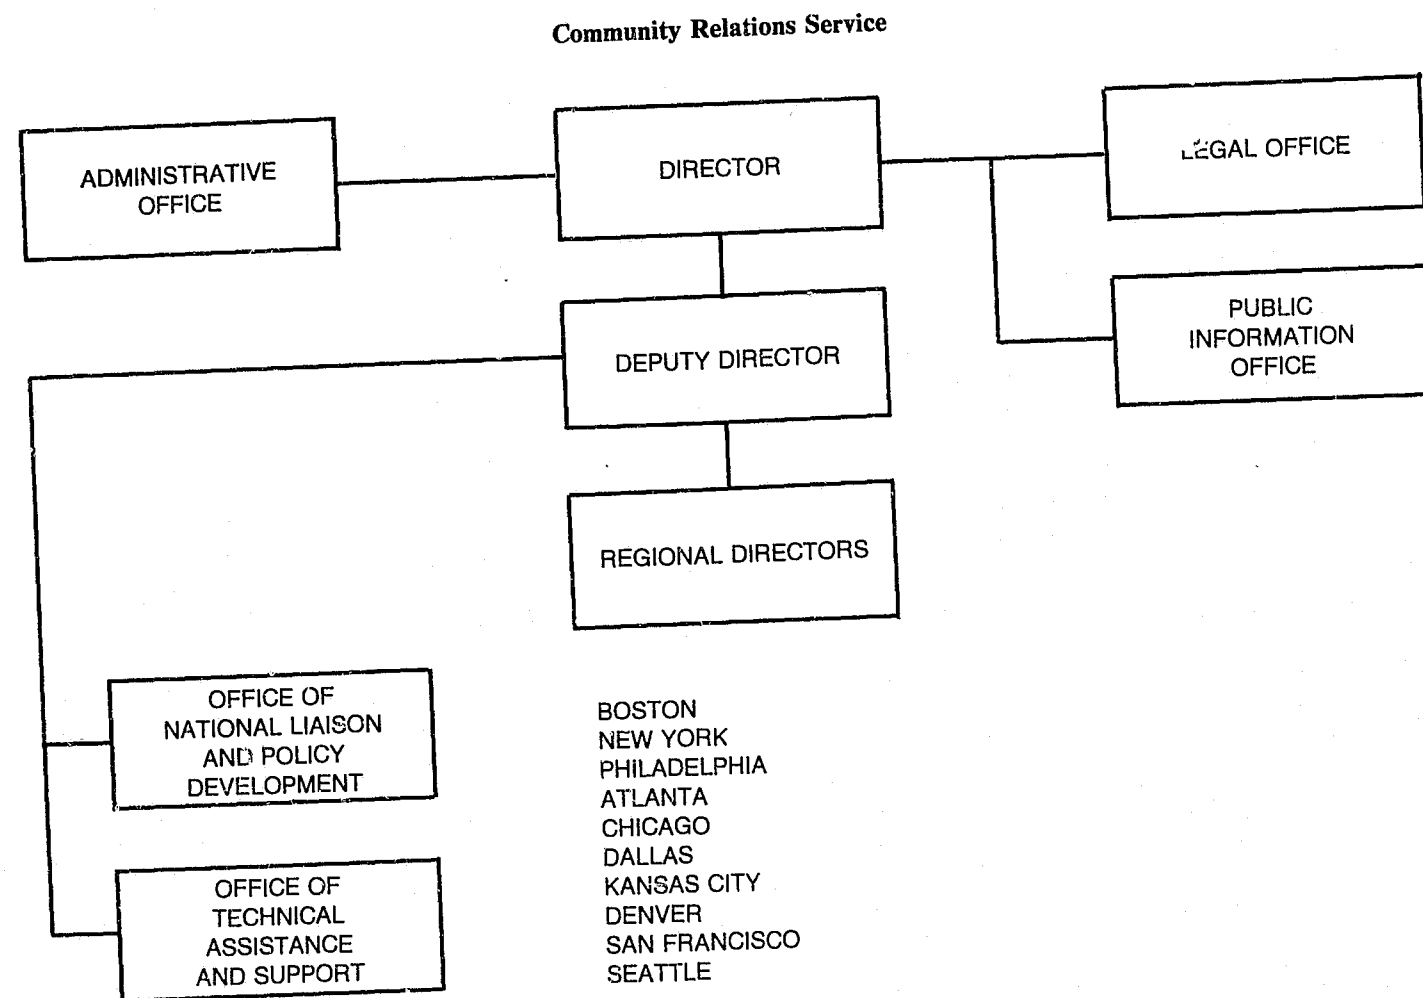 Community Relations Service
ADMINISTRATIVE
OFFICE
DIRECTOR
LEGAL OFFICE
PUBLIC
INFORMATION
OFFICE
DEPUTY DIRECTOR
REGIONAL DIRECTORS
OFFICE OF
NATIONAL LIAISON
AND POLICY
DEVELOPMENT
OFFICE OF
TECHNICAL
ASSISTANCE
AND SUPPORT
BOSTON
NEW YORK
PHILADELPHIA
ATLANTA
CHICAGO
DALLAS
KANSAS CITY
DENVER
SAN FRANCISCO
SEATTLE